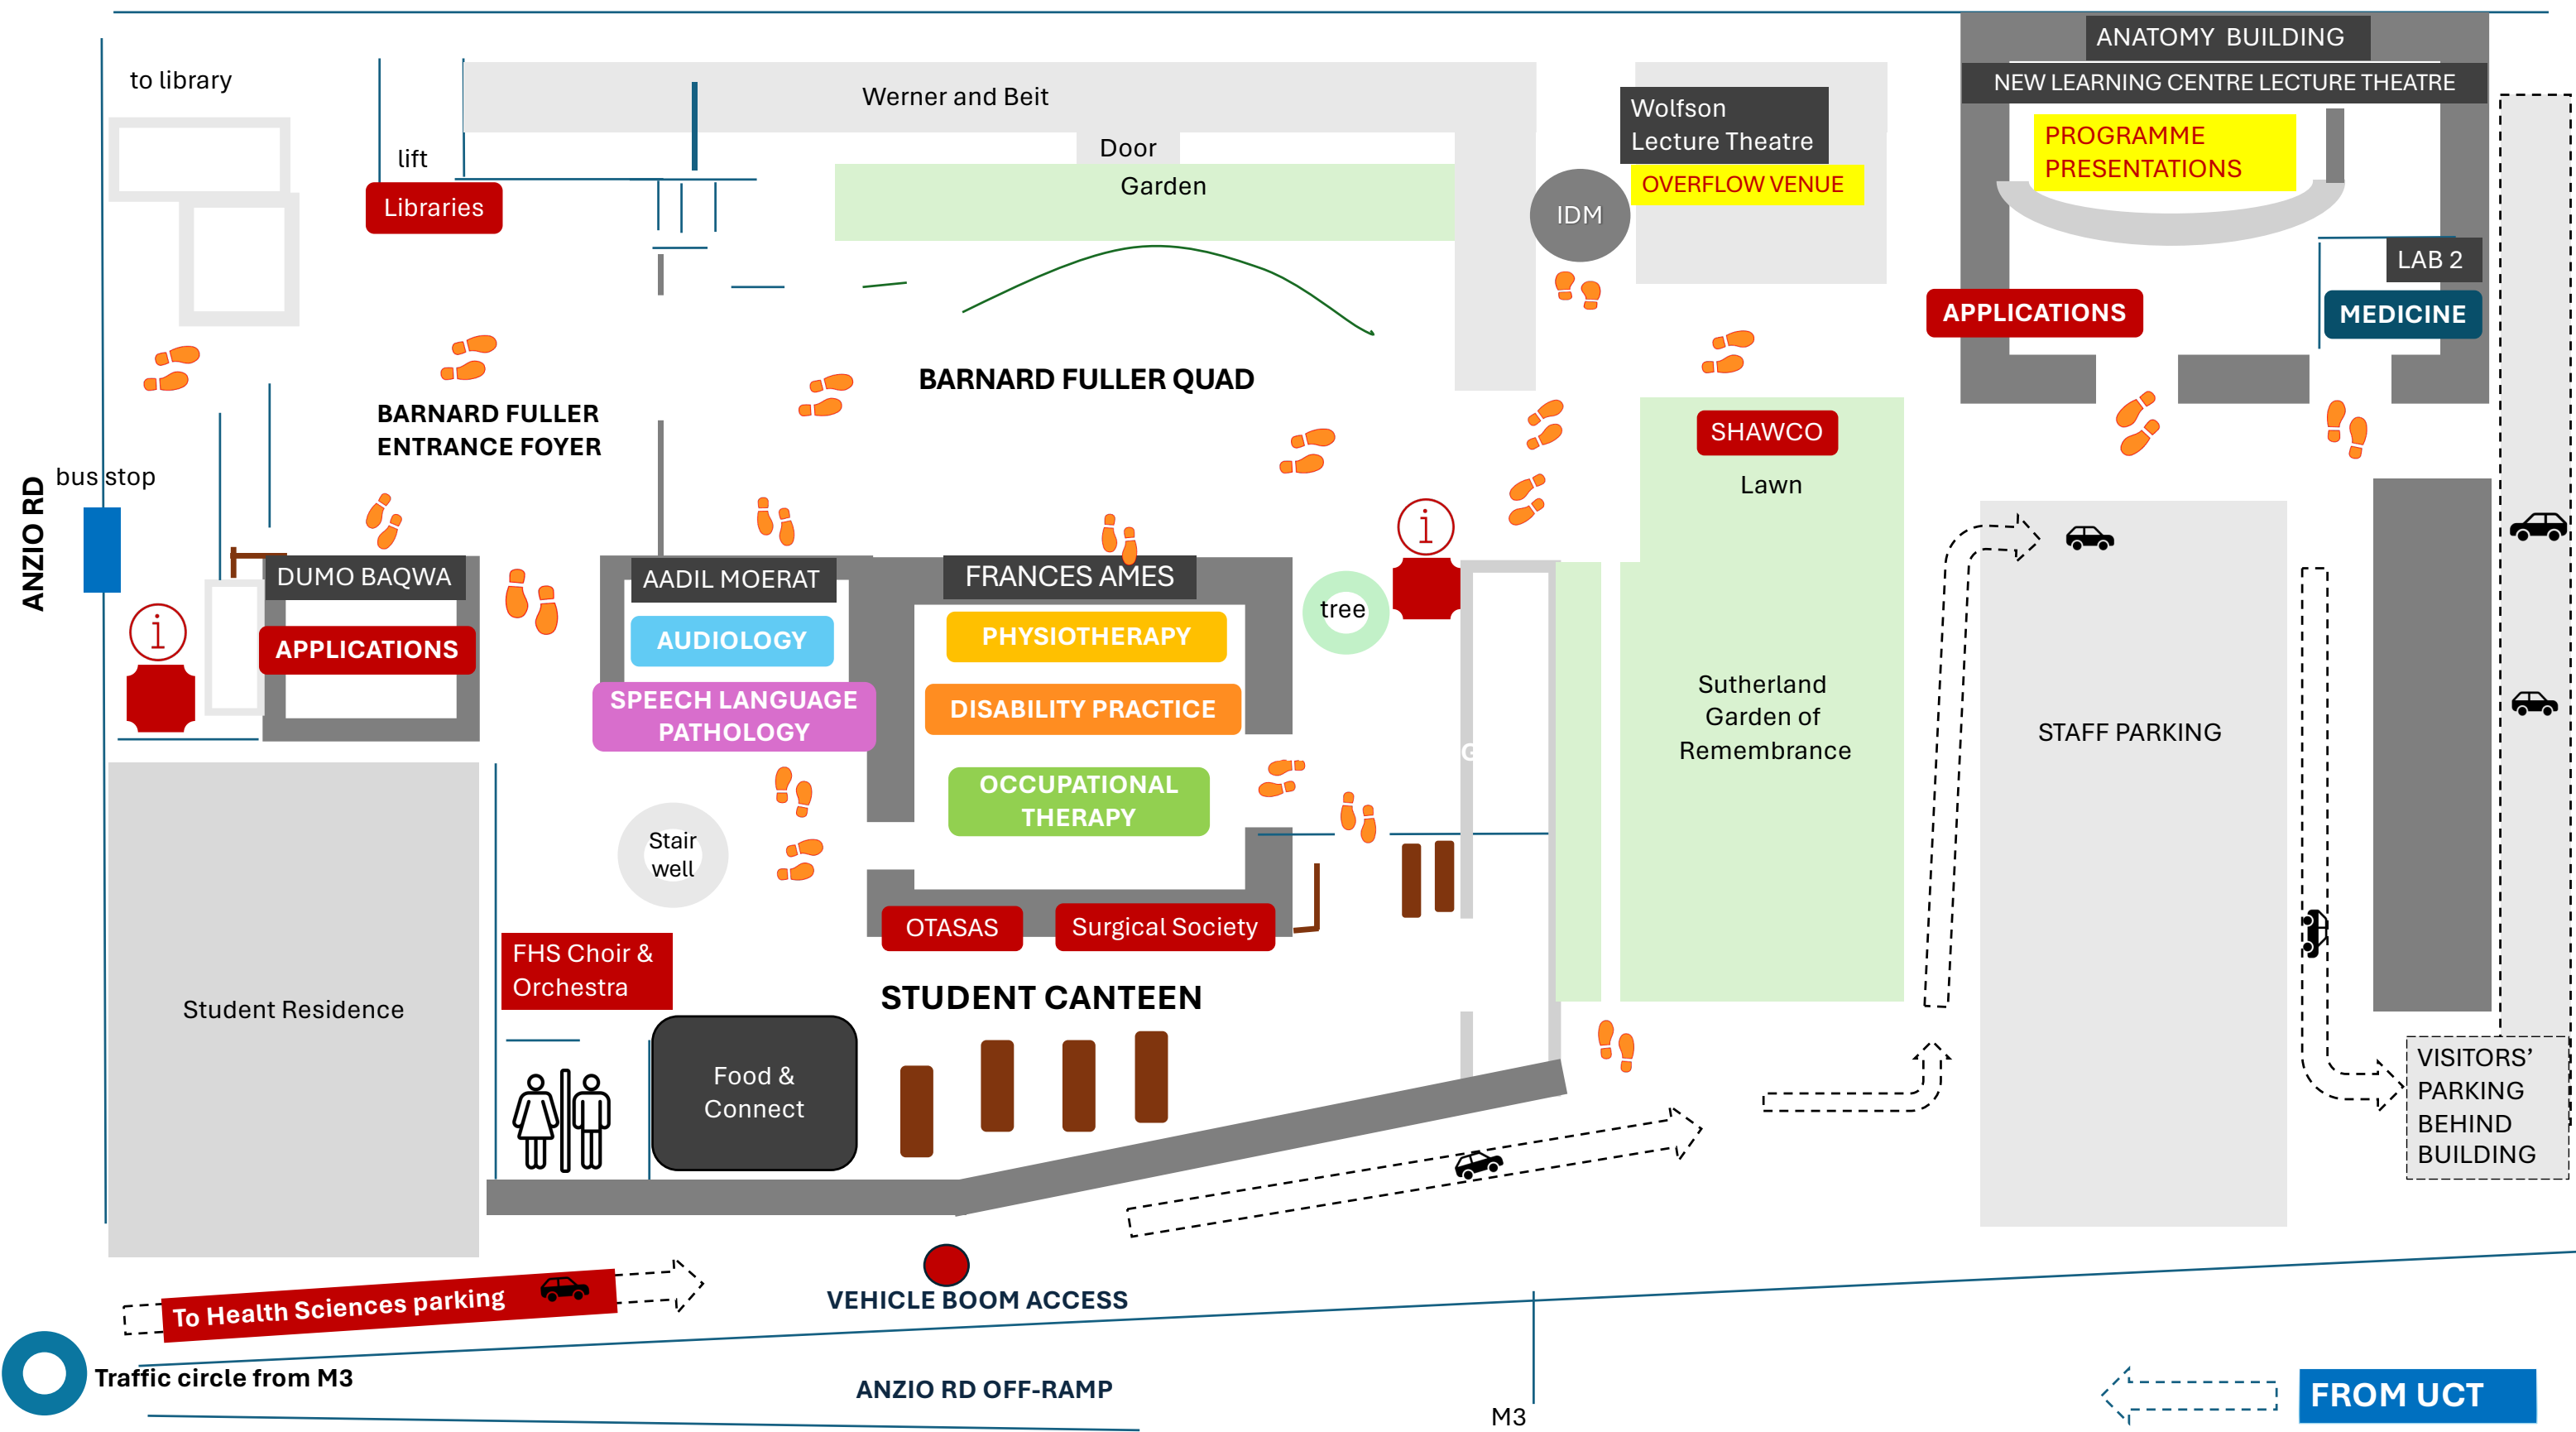 ANATOMY BUILDING
NEW LEARNING CENTRE LECTURE THEATRE
to library
Werner and Beit
Wolfson
Lecture Theatre
PROGRAMME
PRESENTATIONS
lift
Door
Garden
OVERFLOW VENUE
Libraries
IDM
LAB 2
APPLICATIONS
MEDICINE
BARNARD FULLER QUAD
BARNARD FULLER
ENTRANCE FOYER
SHAWCO
Lawn
bus stop
ANZIO RD
i
DUMO BAQWA
AADIL MOERAT
FRANCES AMES
tree
i
APPLICATIONS
AUDIOLOGY
PHYSIOTHERAPY
SPEECH LANGUAGE
PATHOLOGY
DISABILITY PRACTICE
Sutherland
Garden of
Remembrance
STAFF PARKING
G
OCCUPATIONAL
THERAPY
Stair
well
OTASAS
Surgical Society
FHS Choir &
Orchestra
STUDENT CANTEEN
Student Residence
Food &
Connect
VISITORS’
PARKING
BEHIND
BUILDING
To Health Sciences parking
VEHICLE BOOM ACCESS
Traffic circle from M3
ANZIO RD OFF-RAMP
M3
FROM UCT